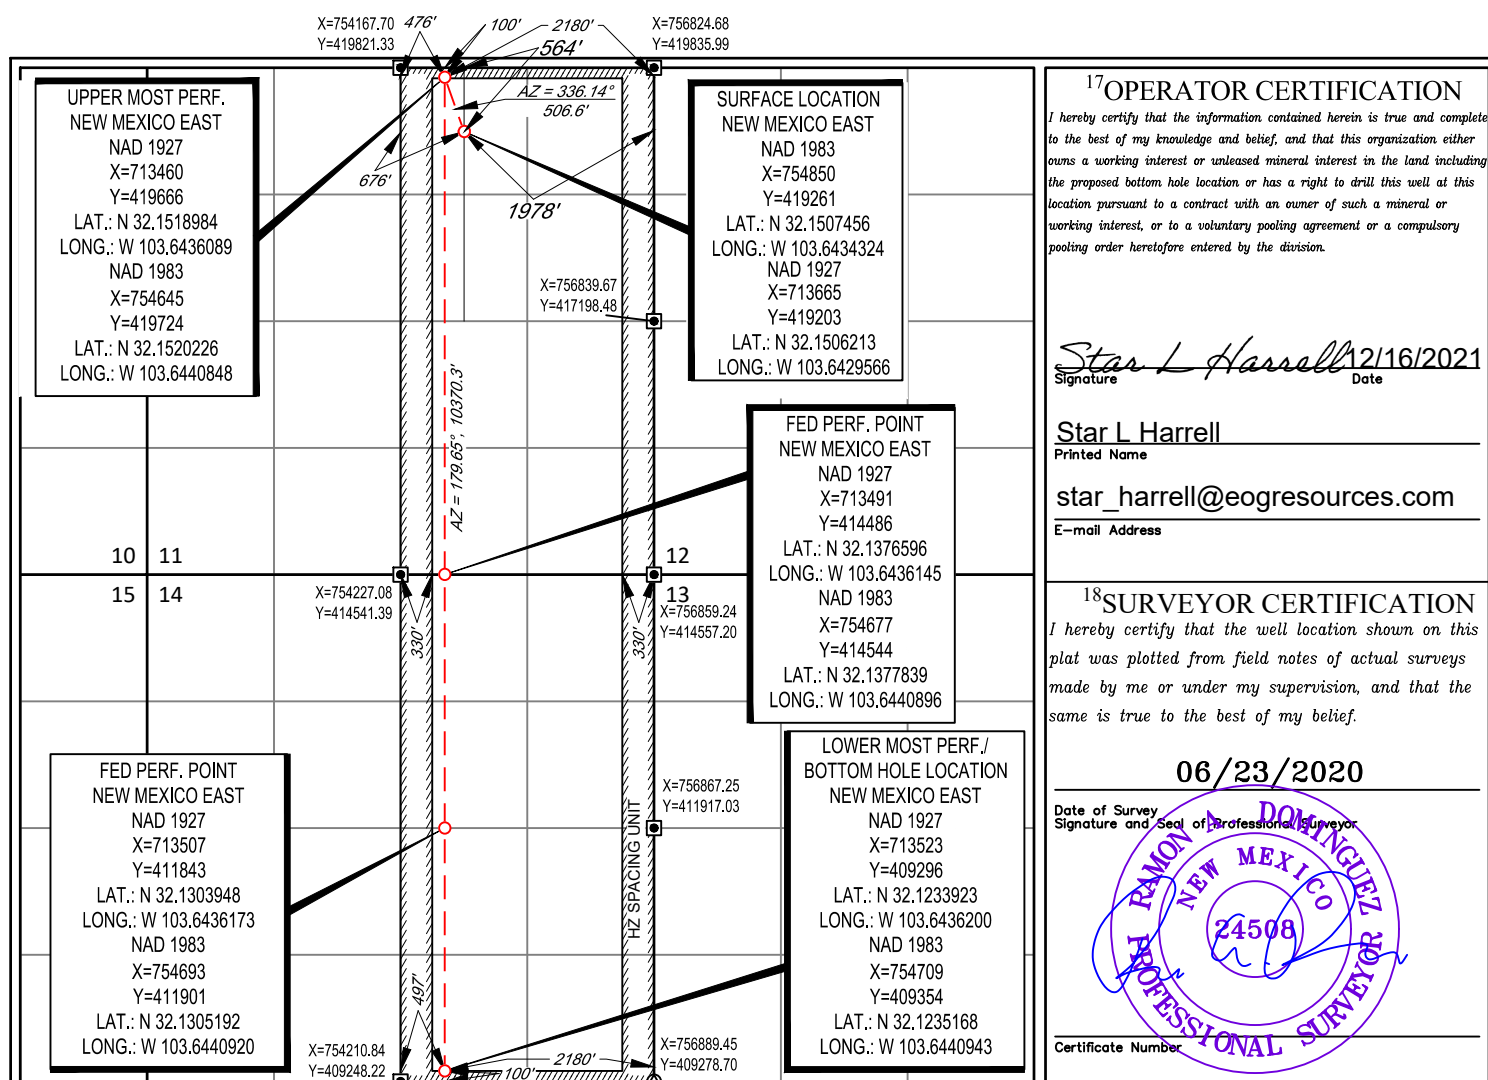 X=754167.70
Y=419821.33
476'
100'
2180'
564'
X=756824.68
Y=419835.99
UPPER MOST PERF.
NEW MEXICO EAST
NAD 1927
X=713460
Y=419666
LAT.: N 32.1518984
LONG.: W 103.6436089
NAD 1983
X=754645
Y=419724
LAT.: N 32.1520226
LONG.: W 103.6440848
AZ = 336.14°
506.6'
676'
1978'
SURFACE LOCATION
NEW MEXICO EAST
NAD 1983
X=754850
Y=419261
LAT.: N 32.1507456
LONG.: W 103.6434324
NAD 1927
X=713665
Y=419203
LAT.: N 32.1506213
LONG.: W 103.6429566
X=756839.67
Y=417198.48
AZ = 179.65°, 10370.3'
FED PERF. POINT
NEW MEXICO EAST
NAD 1927
X=713491
Y=414486
LAT.: N 32.1376596
LONG.: W 103.6436145
NAD 1983
X=754677
Y=414544
LAT.: N 32.1377839
LONG.: W 103.6440896
10 11
15 14
12
13
X=754227.08
Y=414541.39
330'
330'
X=756859.24
Y=414557.20
FED PERF. POINT
NEW MEXICO EAST
NAD 1927
X=713507
Y=411843
LAT.: N 32.1303948
LONG.: W 103.6436173
NAD 1983
X=754693
Y=411901
LAT.: N 32.1305192
LONG.: W 103.6440920
HZ SPACING UNIT
X=756867.25
Y=411917.03
LOWER MOST PERF./
BOTTOM HOLE LOCATION
NEW MEXICO EAST
NAD 1927
X=713523
Y=409296
LAT.: N 32.1233923
LONG.: W 103.6436200
NAD 1983
X=754709
Y=409354
LAT.: N 32.1235168
LONG.: W 103.6440943
497'
X=754210.84
Y=409248.22
100'
2180'
X=756889.45
Y=409278.70
17OPERATOR CERTIFICATION
I hereby certify that the information contained herein is true and complete
to the best of my knowledge and belief, and that this organization either
owns a working interest or unleased mineral interest in the land including
the proposed bottom hole location or has a right to drill this well at this
location pursuant to a contract with an owner of such a mineral or
working interest, or to a voluntary pooling agreement or a compulsory
pooling order heretofore entered by the division.
Star L Harrell 12/16/2021
Signature Date
Star L Harrell
Printed Name
star_harrell@eogresources.com
E-mail Address
18SURVEYOR CERTIFICATION
I hereby certify that the well location shown on this
plat was plotted from field notes of actual surveys
made by me or under my supervision, and that the
same is true to the best of my belief.
06/23/2020
Date of Survey
Signature and Seal of Professional Surveyor
RAMON A. DOMINGUEZ
NEW MEXICO
24508
PROFESSIONAL SURVEYOR
Certificate Number